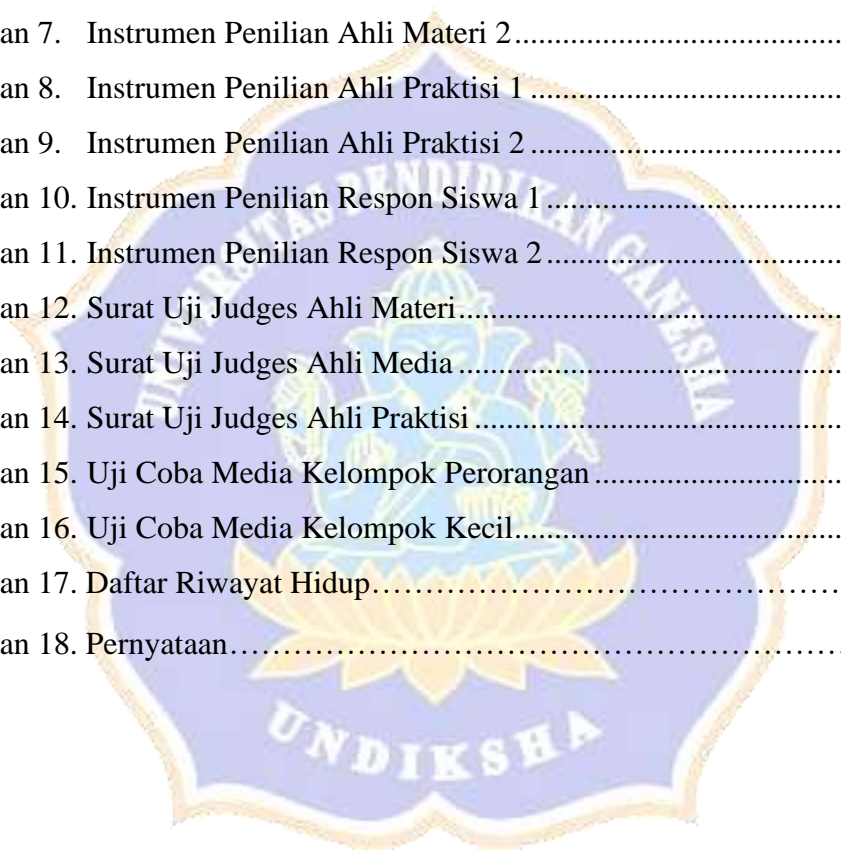 an 7. Instrumen Penilian Ahli Materi 2................................................
an 8. Instrumen Penilian Ahli Praktisi 1..............................................
an 9. Instrumen Penilian Ahli Praktisi 2..............................................
an 10. Instrumen Penilian Respon Siswa 1............................................
an 11. Instrumen Penilian Respon Siswa 2............................................
an 12. Surat Uji Judges Ahli Materi......................................................
an 13. Surat Uji Judges Ahli Media......................................................
an 14. Surat Uji Judges Ahli Praktisi....................................................
an 15. Uji Coba Media Kelompok Perorangan.....................................
an 16. Uji Coba Media Kelompok Kecil...............................................
an 17. Daftar Riwayat Hidup………………………………………………
an 18. Pernyataan……………………………………………………………
UNIVERSITAS PENDIDIKAN GANESHA
UNDIKSHA